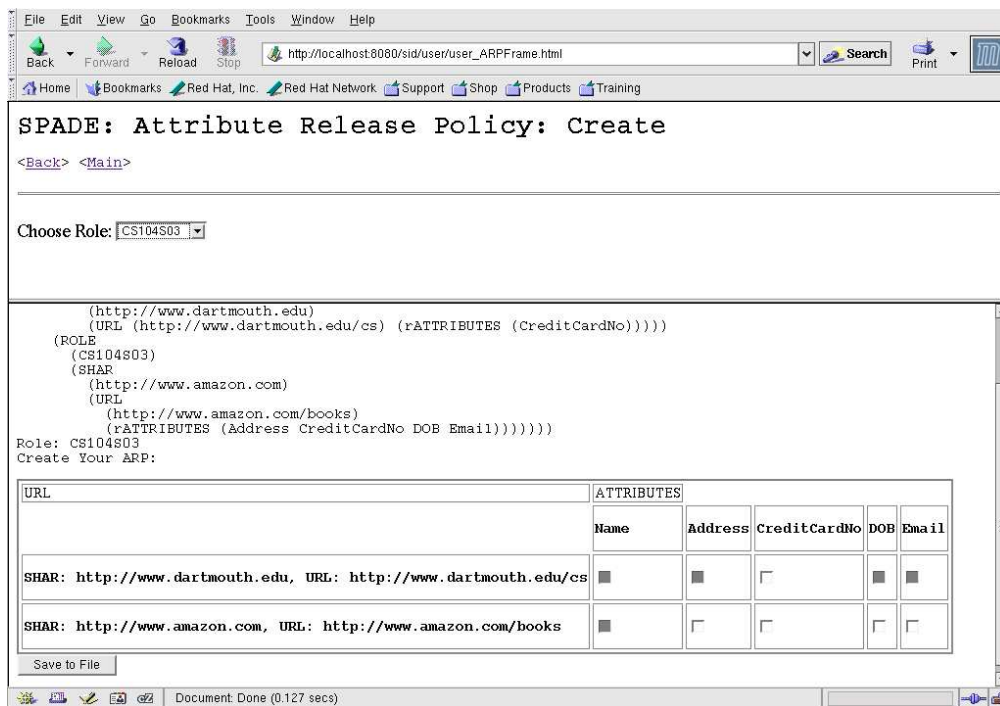 File Edit View Go Bookmarks Tools Window Help
Back Forward Reload Stop http://localhost:8080/sid/user/user_ARPFrame.html Search Print
Home Bookmarks Red Hat, Inc. Red Hat Network Support Shop Products Training
SPADE: Attribute Release Policy: Create
<Back> <Main>
Choose Role: CS104S03
(http://www.dartmouth.edu)
(URL (http://www.dartmouth.edu/cs) (rATTRIBUTES (CreditCardNo)))))
(ROLE
(CS104S03)
(SHAR
(http://www.amazon.com)
(URL
(http://www.amazon.com/books)
(rATTRIBUTES (Address CreditCardNo DOB Email)))))))
Role: CS104S03
Create Your ARP:
URL ATTRIBUTES
Name Address CreditCardNo DOB Email
SHAR: http://www.dartmouth.edu, URL: http://www.dartmouth.edu/cs
SHAR: http://www.amazon.com, URL: http://www.amazon.com/books
Save to File
Document: Done (0.127 secs)